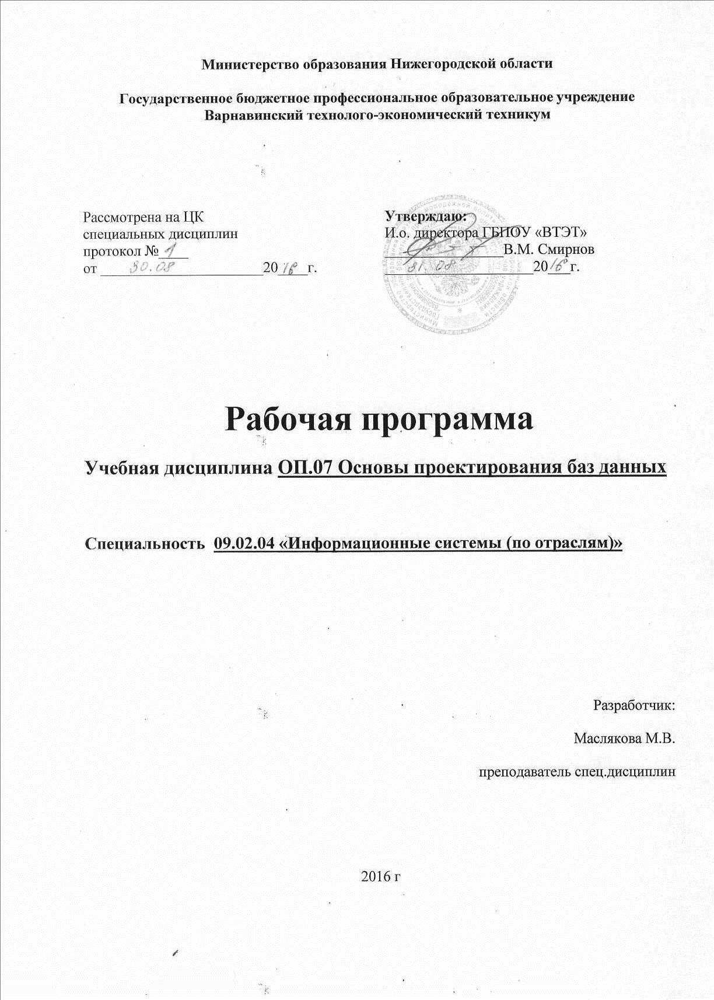 Министерство образования Нижегородской области
Государственное бюджетное профессиональное образовательное учреждение
Варнавинский технолого-экономический техникум
Рассмотрена на ЦК
специальных дисциплин
протокол № 1
от 30.08 2016 г.
Утверждаю:
И.о. директора ГБПОУ «ВТЭТ»
В.М. Смирнов
31.08 2016 г.
Рабочая программа
Учебная дисциплина ОП.07 Основы проектирования баз данных
Специальность 09.02.04 «Информационные системы (по отраслям)»
Разработчик:
Маслякова М.В.
преподаватель спец.дисциплин
2016 г